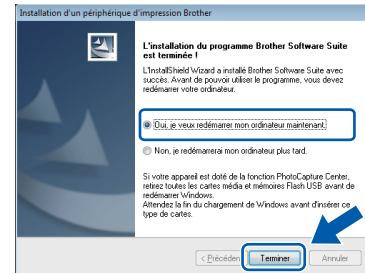 Installation d'un périphérique d'impression Brother
L'installation du programme Brother Software Suite
est terminée !
L'InstallShield Wizard a installé Brother Software Suite avec
succès. Avant de pouvoir utiliser le programme, vous devez
redémarrer votre ordinateur.
Oui, je veux redémarrer mon ordinateur maintenant.
Non, je redémarrerai mon ordinateur plus tard.
Si votre appareil est doté de la fonction PhotoCapture Center,
retirez toutes les cartes média et mémoires Flash USB avant de
redémarrer Windows.
Attendez la fin du chargement de Windows avant d'insérer ce
type de cartes.
< Précéden Terminer Annuler